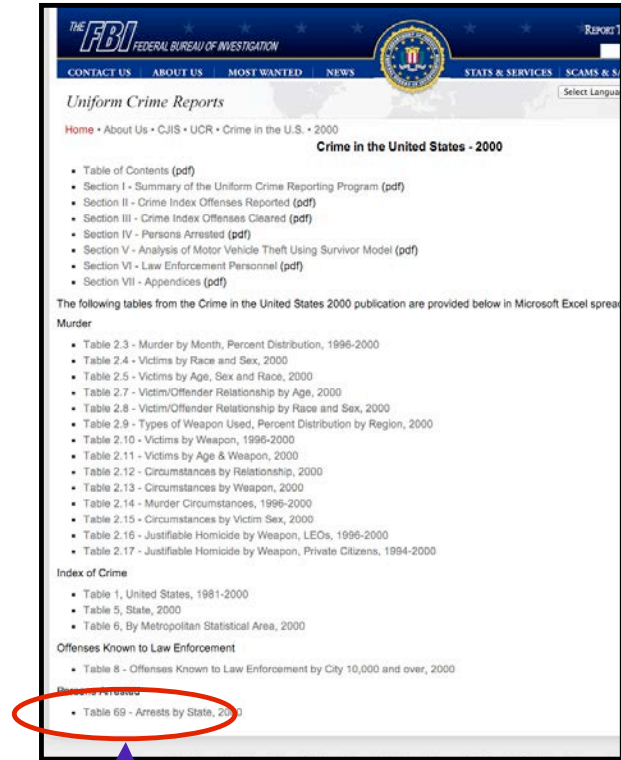 THE FBI FEDERAL BUREAU OF INVESTIGATION
REPORT T
CONTACT US ABOUT US MOST WANTED NEWS STATS & SERVICES SCAMS & SA
Uniform Crime Reports
Select Langua
Home • About Us • CJIS • UCR • Crime in the U.S. • 2000
Crime in the United States - 2000
• Table of Contents (pdf)
• Section I - Summary of the Uniform Crime Reporting Program (pdf)
• Section II - Crime Index Offenses Reported (pdf)
• Section III - Crime Index Offenses Cleared (pdf)
• Section IV - Persons Arrested (pdf)
• Section V - Analysis of Motor Vehicle Theft Using Survivor Model (pdf)
• Section VI - Law Enforcement Personnel (pdf)
• Section VII - Appendices (pdf)
The following tables from the Crime in the United States 2000 publication are provided below in Microsoft Excel sprea
Murder
• Table 2.3 - Murder by Month, Percent Distribution, 1996-2000
• Table 2.4 - Victims by Race and Sex, 2000
• Table 2.5 - Victims by Age, Sex and Race, 2000
• Table 2.7 - Victim/Offender Relationship by Age, 2000
• Table 2.8 - Victim/Offender Relationship by Race and Sex, 2000
• Table 2.9 - Types of Weapon Used, Percent Distribution by Region, 2000
• Table 2.10 - Victims by Weapon, 1996-2000
• Table 2.11 - Victims by Age & Weapon, 2000
• Table 2.12 - Circumstances by Relationship, 2000
• Table 2.13 - Circumstances by Weapon, 2000
• Table 2.14 - Murder Circumstances, 1996-2000
• Table 2.15 - Circumstances by Victim Sex, 2000
• Table 2.16 - Justifiable Homicide by Weapon, LEOs, 1996-2000
• Table 2.17 - Justifiable Homicide by Weapon, Private Citizens, 1994-2000
Index of Crime
• Table 1, United States, 1981-2000
• Table 5, State, 2000
• Table 6, By Metropolitan Statistical Area, 2000
Offenses Known to Law Enforcement
• Table 8 - Offenses Known to Law Enforcement by City 10,000 and over, 2000
Persons Arrested
• Table 69 - Arrests by State, 2000